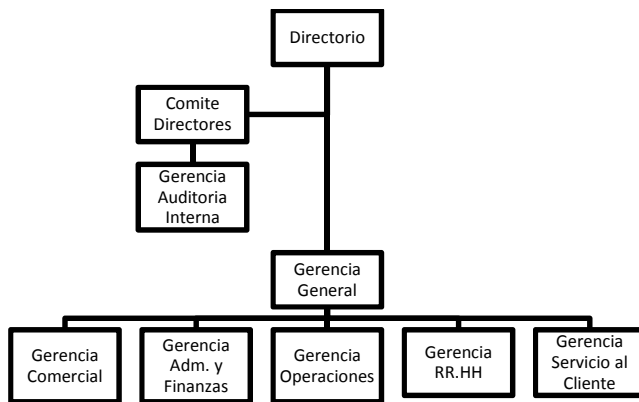 Directorio
Comite
Directores
Gerencia
Auditoria
Interna
Gerencia
General
Gerencia
Comercial
Gerencia
Adm. y
Finanzas
Gerencia
Operaciones
Gerencia
RR.HH
Gerencia
Servicio al
Cliente